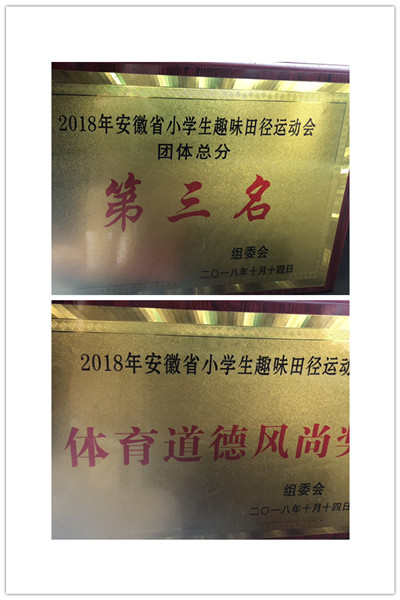 2018年安徽省小学生趣味田径运动会
团体总分
第三名
组委会
二〇一八年十月十四日
2018年安徽省小学生趣味田径运动
体育道德风尚奖
组委会
二〇一八年十月十四日